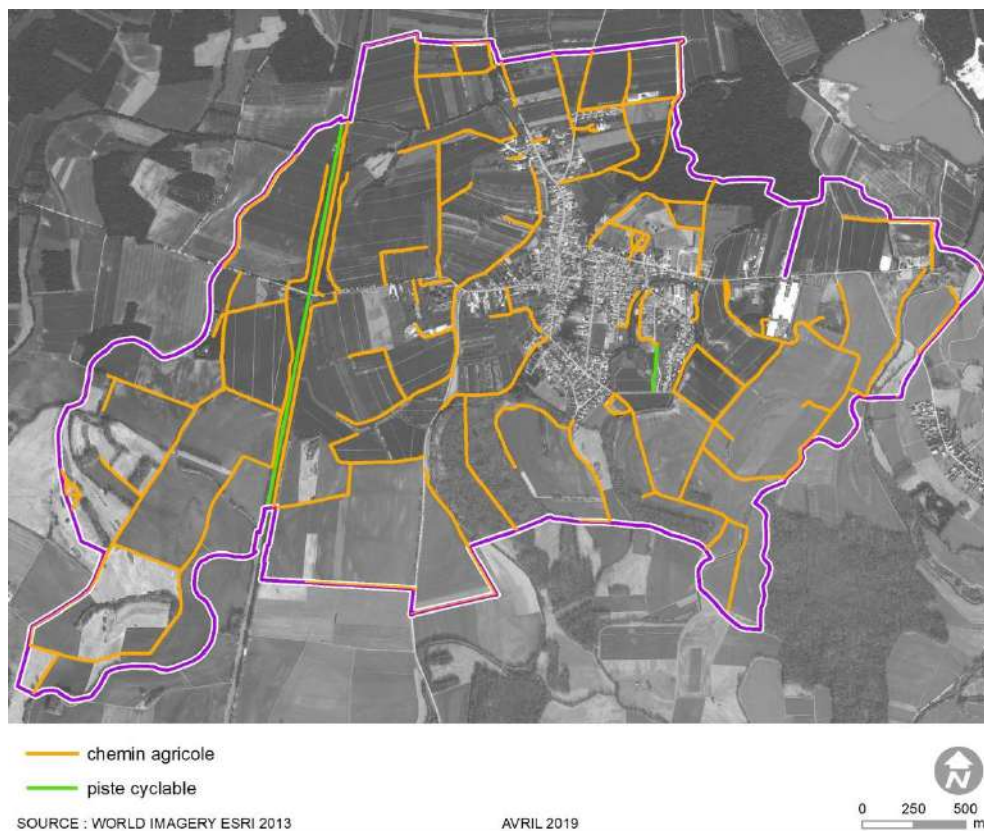 chemin agricole
piste cyclable
SOURCE : WORLD IMAGERY ESRI 2013
AVRIL 2019
N
0 250 500
m